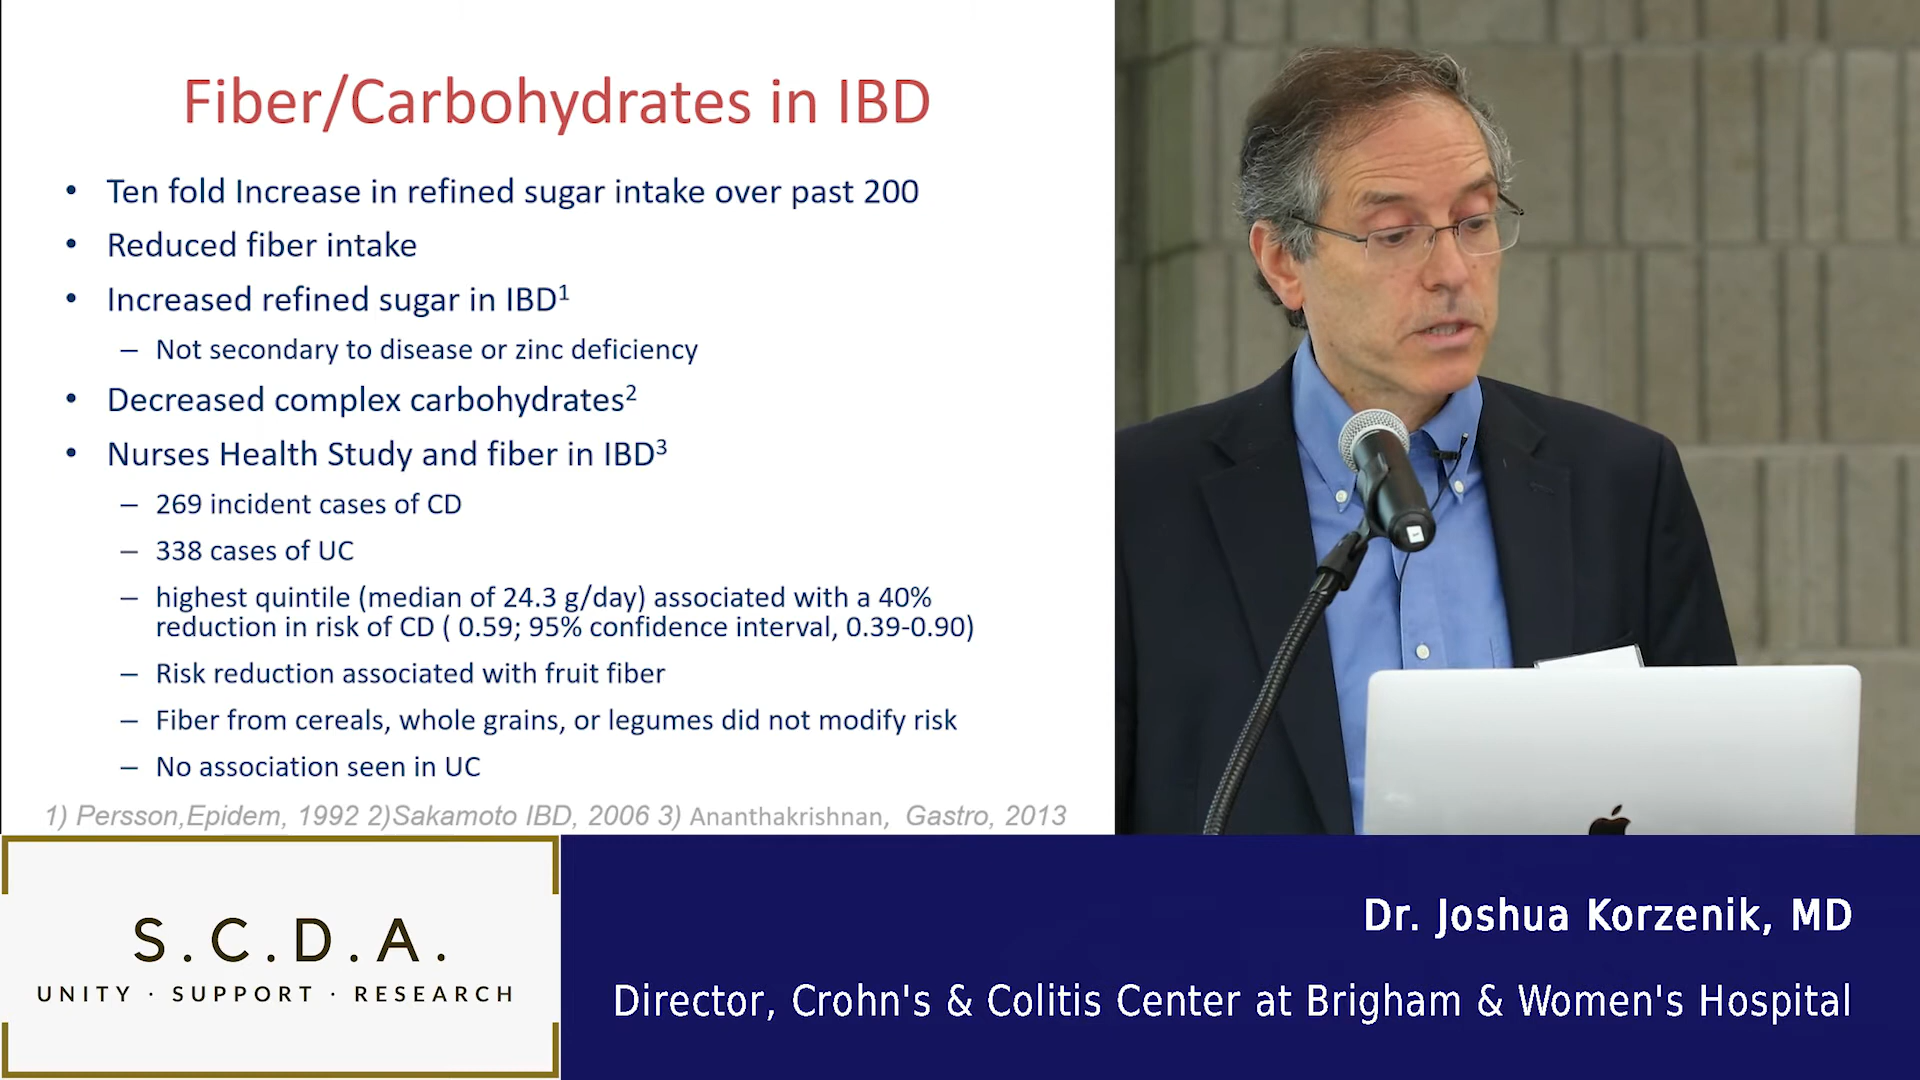 Fiber/Carbohydrates in IBD
• Ten fold Increase in refined sugar intake over past 200
• Reduced fiber intake
• Increased refined sugar in IBD¹
– Not secondary to disease or zinc deficiency
• Decreased complex carbohydrates²
• Nurses Health Study and fiber in IBD³
– 269 incident cases of CD
– 338 cases of UC
– highest quintile (median of 24.3 g/day) associated with a 40%
reduction in risk of CD ( 0.59; 95% confidence interval, 0.39-0.90)
– Risk reduction associated with fruit fiber
– Fiber from cereals, whole grains, or legumes did not modify risk
– No association seen in UC
1) Persson,Epidem, 1992 2)Sakamoto IBD, 2006 3) Ananthakrishnan, Gastro, 2013
S.C.D.A.
UNITY · SUPPORT · RESEARCH
Dr. Joshua Korzenik, MD
Director, Crohn's & Colitis Center at Brigham & Women's Hospital